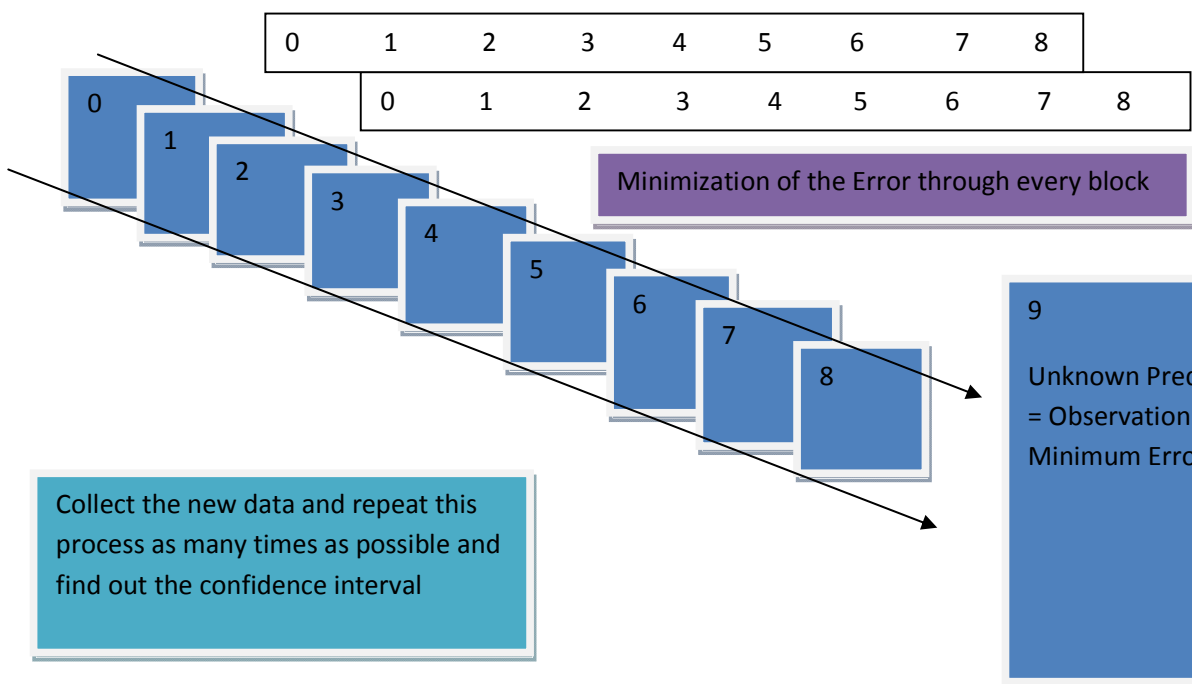 0 1 2 3 4 5 6 7 8
0 1 2 3 4 5 6 7 8
0
1
2
3
4
5
6
7
8
Minimization of the Error through every block
9
Unknown
= Observation
Minimum
Collect the new data and repeat this
process as many times as possible and
find out the confidence interval